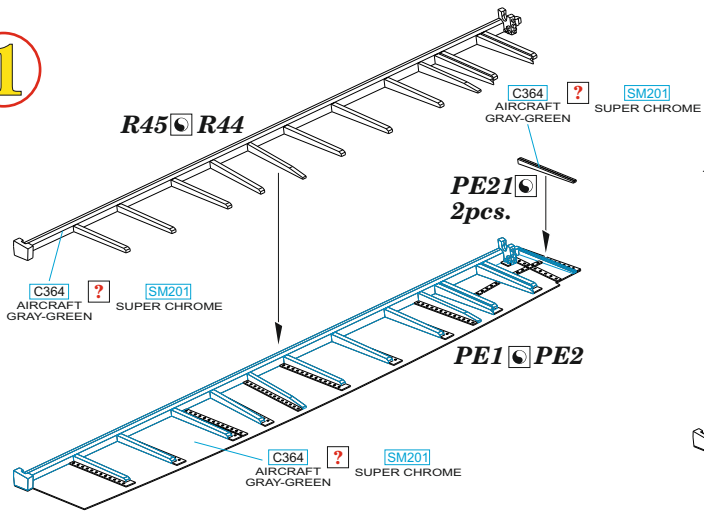 1
R45 R44
C364 ? SM201
AIRCRAFT GRAY-GREEN SUPER CHROME
PE21
2pcs.
C364 ? SM201
AIRCRAFT GRAY-GREEN SUPER CHROME
PE1 PE2
C364 ? SM201
AIRCRAFT GRAY-GREEN SUPER CHROME